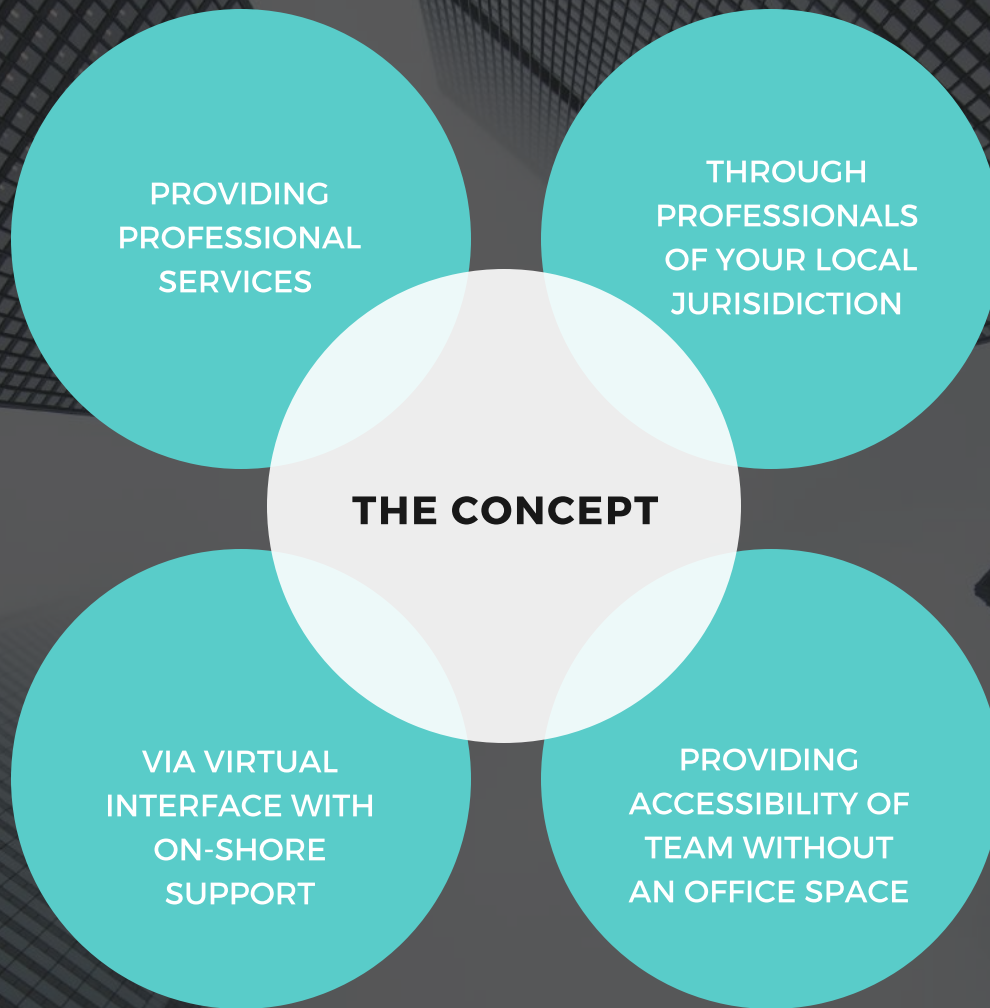 PROVIDING
PROFESSIONAL
SERVICES
THROUGH
PROFESSIONALS
OF YOUR LOCAL
JURISIDICTION
THE CONCEPT
VIA VIRTUAL
INTERFACE WITH
ON-SHORE
SUPPORT
PROVIDING
ACCESSIBILITY OF
TEAM WITHOUT
AN OFFICE SPACE